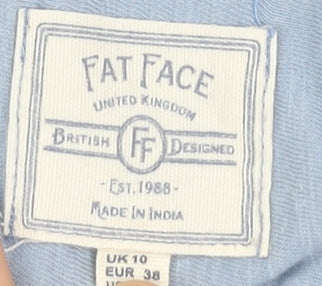 FAT FACE
UNITED KINGDOM
BRITISH FF DESIGNED
- EST. 1988 -
MADE IN INDIA
UK 10
EUR 38